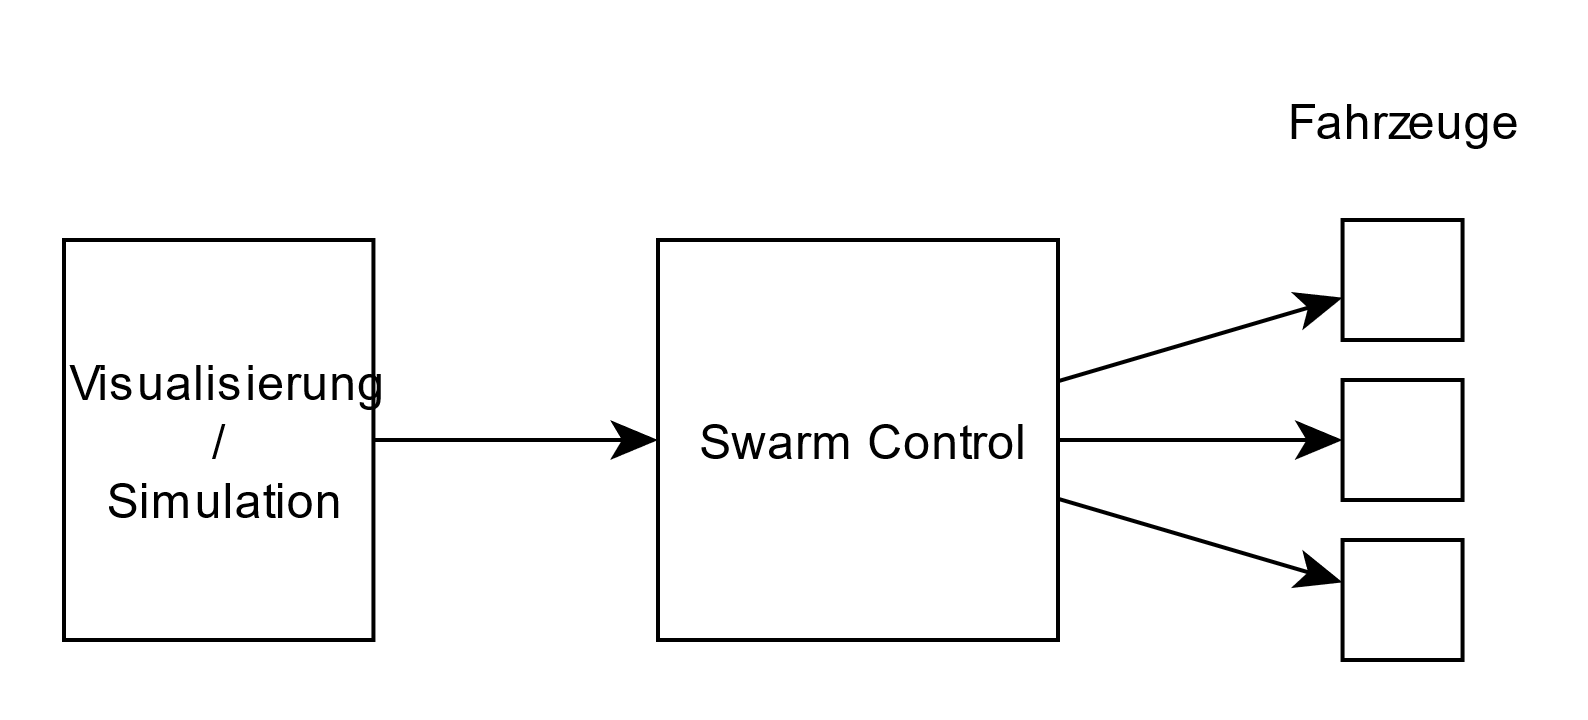 Fahrzeuge
Visualisierung
/
Simulation
Swarm Control